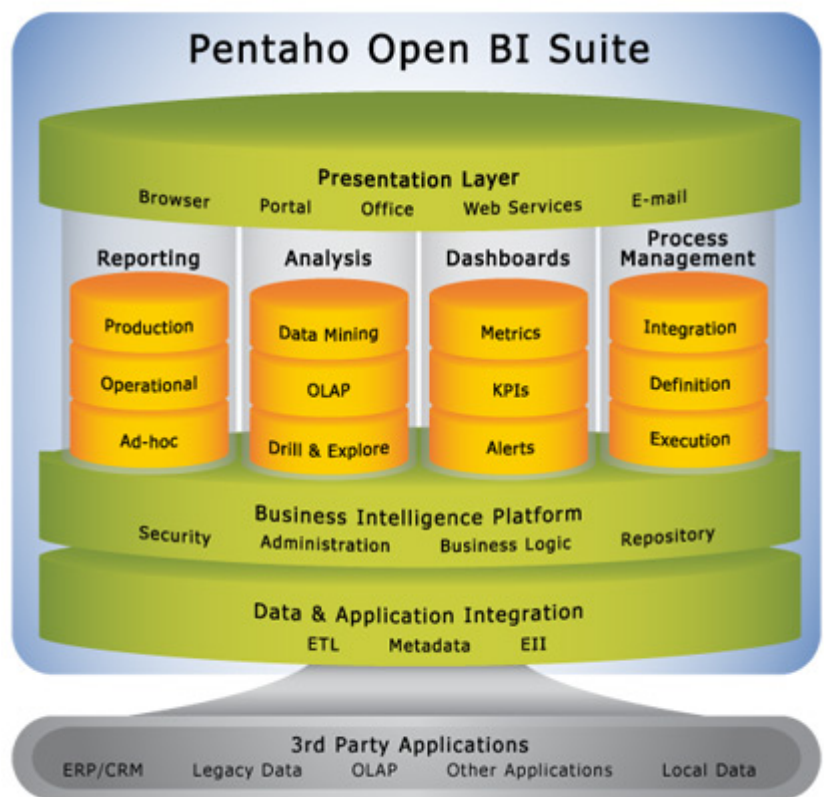 Pentaho Open BI Suite
Presentation Layer
Browser Portal Office Web Services E-mail
Reporting
Production
Operational
Ad-hoc
Analysis
Data Mining
OLAP
Drill & Explore
Dashboards
Metrics
KPIs
Alerts
Process
Management
Integration
Definition
Execution
Business Intelligence Platform
Security Administration Business Logic Repository
Data & Application Integration
ETL Metadata EII
3rd Party Applications
ERP/CRM Legacy Data OLAP Other Applications Local Data